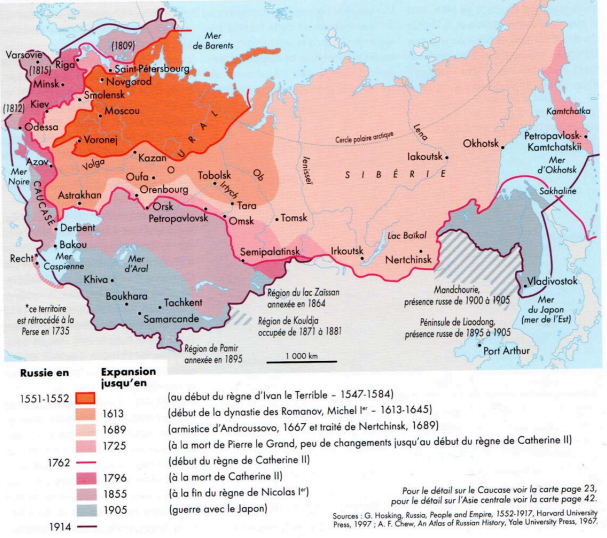 (1809)
Mer
de Barents
Varsovie
(1815)
Riga
Saint-Pétersbourg
Novgorod
Minsk
Smolensk
(1812)
Kiev
Moscou
Odessa
Voronej
OURAL
Cercle polaire arctique
Lena
Kamtchatka
Azov
Volga
Kazan
Ob
Ienisseï
Iakoutsk
Okhotsk
Petropavlosk-
Kamtchatskii
Mer
Noire
CAUCASE
Oufa
Tobolsk
SIBÉRIE
Mer
d'Okhotsk
Astrakhan
Orenbourg
Irtych
Tara
Sakhaline
Orsk
Petropavlovsk
Omsk
Tomsk
Derbent
Lac Baïkal
Bakou
Semipalatinsk
Irkoutsk
Nertchinsk
Recht
Mer
Caspienne
Mer
d'Aral
Khiva
Région du lac Zaïssan
annexée en 1864
Mandchourie,
présence russe de 1900 à 1905
Vladivostok
*ce territoire
est rétrocédé à la
Perse en 1735
Boukhara
Tachkent
Samarcande
Région de Kouldja
occupée de 1871 à 1881
Péninsule de Liaodong,
présence russe de 1895 à 1905
Mer
du Japon
(mer de l'Est)
Région de Pamir
annexée en 1895
1 000 km
Port Arthur
Russie en
Expansion
jusqu'en
1551-1552 (au début du règne d'Ivan le Terrible – 1547-1584)
1613 (début de la dynastie des Romanov, Michel Ier – 1613-1645)
1689 (armistice d'Androussovo, 1667 et traité de Nertchinsk, 1689)
1725 (à la mort de Pierre le Grand, peu de changements jusqu'au début du règne de Catherine II)
1762 (début du règne de Catherine II)
1796 (à la mort de Catherine II)
1855 (à la fin du règne de Nicolas Ier)
1905 (guerre avec le Japon)
1914
Pour le détail sur le Caucase voir la carte page 23,
pour le détail sur l'Asie centrale voir la carte page 42.
Sources : G. Hosking, Russia, People and Empire, 1552-1917, Harvard University
Press, 1997 ; A. F. Chew, An Atlas of Russian History, Yale University Press, 1967.